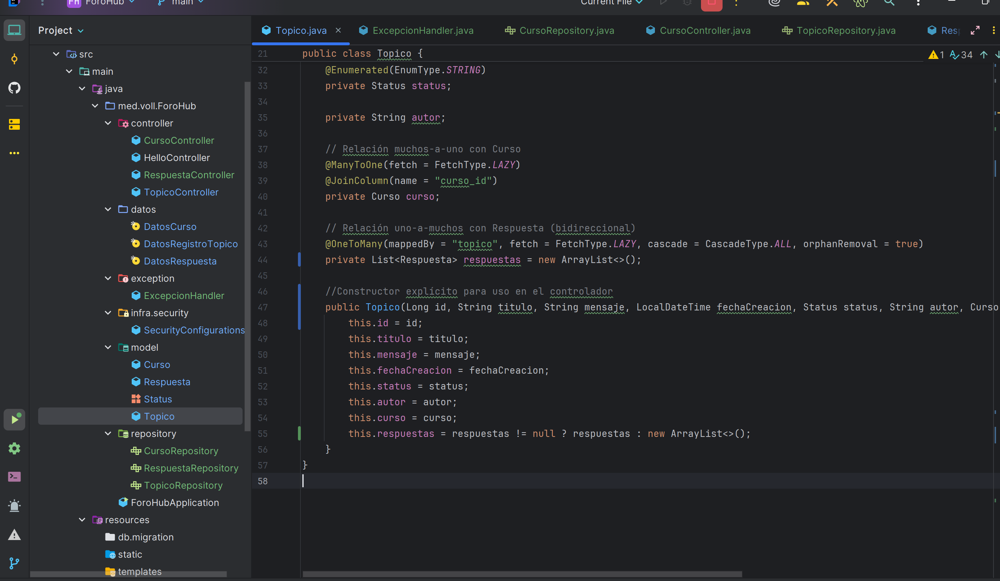 FH ForoHub main Current File
Project
Topico.java ExcepcionHandler.java CursoRepository.java CursoController.java TopicoRepository.java Res
src
main
java
med.voll.ForoHub
controller
CursoController
HelloController
RespuestaController
TopicoController
datos
DatosCurso
DatosRegistroTopico
DatosRespuesta
exception
ExcepcionHandler
infra.security
SecurityConfigurations
model
Curso
Respuesta
Status
Topico
repository
CursoRepository
RespuestaRepository
TopicoRepository
ForoHubApplication
resources
db.migration
static
templates
1 34
21 public class Topico {
32 @Enumerated(EnumType.STRING)
33 private Status status;
34
35 private String autor;
36
37 // Relación muchos-a-uno con Curso
38 @ManyToOne(fetch = FetchType.LAZY)
39 @JoinColumn(name = "curso_id")
40 private Curso curso;
41
42 // Relación uno-a-muchos con Respuesta (bidireccional)
43 @OneToMany(mappedBy = "topico", fetch = FetchType.LAZY, cascade = CascadeType.ALL, orphanRemoval = true)
44 private List<Respuesta> respuestas = new ArrayList<>();
45
46 //Constructor explícito para uso en el controlador
47 public Topico(Long id, String titulo, String mensaje, LocalDateTime fechaCreacion, Status status, String autor, Curso
48 this.id = id;
49 this.titulo = titulo;
50 this.mensaje = mensaje;
51 this.fechaCreacion = fechaCreacion;
52 this.status = status;
53 this.autor = autor;
54 this.curso = curso;
55 this.respuestas = respuestas != null ? respuestas : new ArrayList<>();
56 }
57 }
58